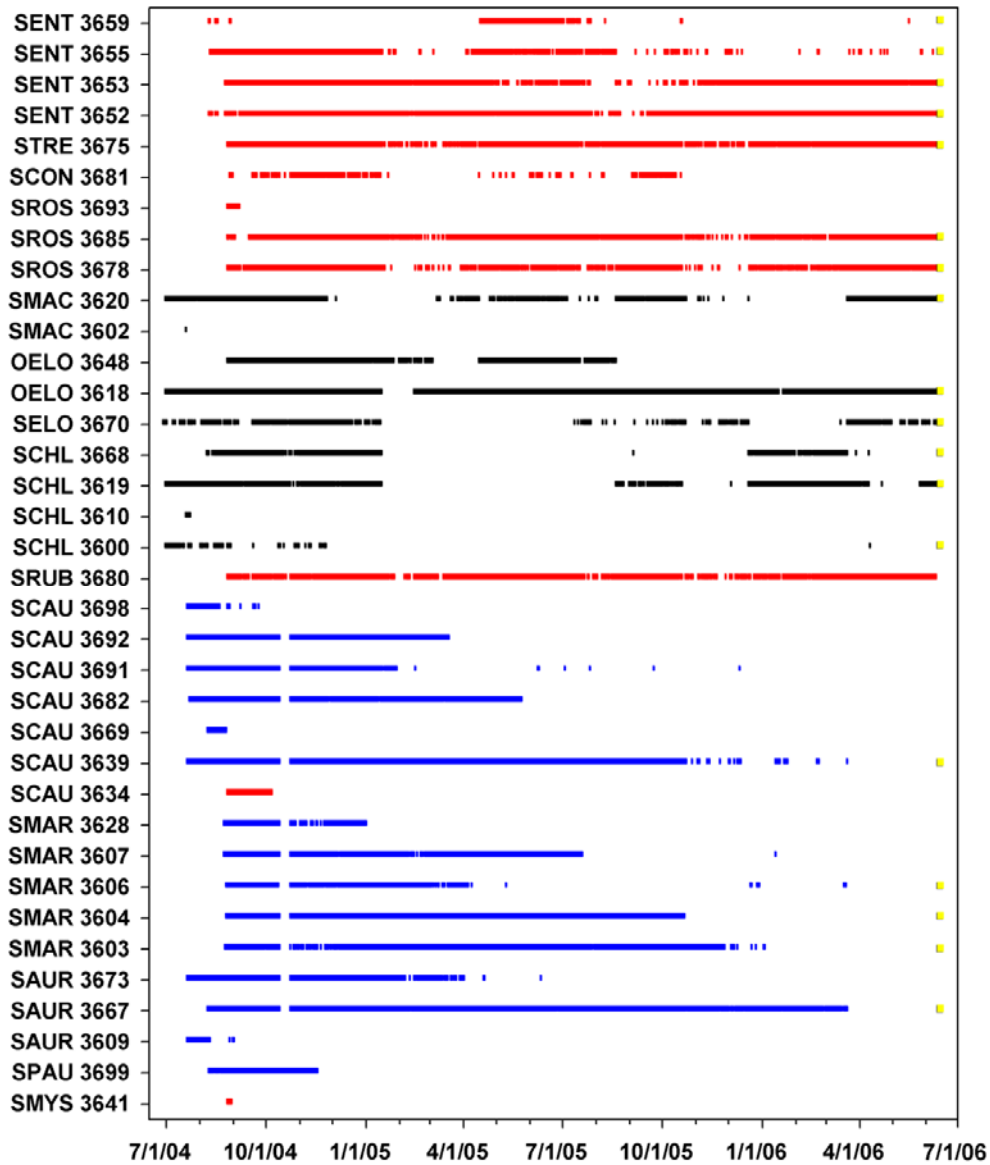 SENT 3659
SENT 3655
SENT 3653
SENT 3652
STRE 3675
SCON 3681
SROS 3693
SROS 3685
SROS 3678
SMAC 3620
SMAC 3602
OELO 3648
OELO 3618
SELO 3670
SCHL 3668
SCHL 3619
SCHL 3610
SCHL 3600
SRUB 3680
SCAU 3698
SCAU 3692
SCAU 3691
SCAU 3682
SCAU 3669
SCAU 3639
SCAU 3634
SMAR 3628
SMAR 3607
SMAR 3606
SMAR 3604
SMAR 3603
SAUR 3673
SAUR 3667
SAUR 3609
SPAU 3699
SMYS 3641
7/1/04 10/1/04 1/1/05 4/1/05 7/1/05 10/1/05 1/1/06 4/1/06 7/1/06